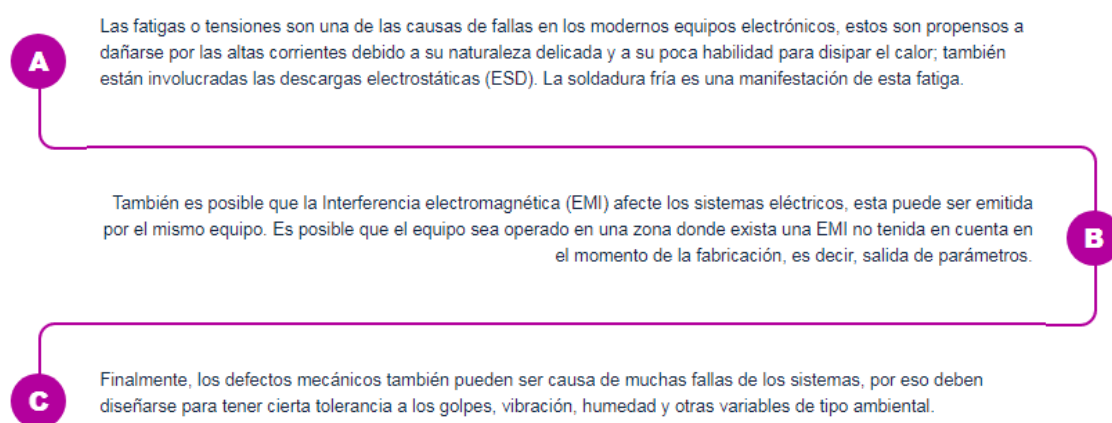 A
Las fatigas o tensiones son una de las causas de fallas en los modernos equipos electrónicos, estos son propensos a
dañarse por las altas corrientes debido a su naturaleza delicada y a su poca habilidad para disipar el calor; también
están involucradas las descargas electrostáticas (ESD). La soldadura fría es una manifestación de esta fatiga.
También es posible que la Interferencia electromagnética (EMI) afecte los sistemas eléctricos, esta puede ser emitida
por el mismo equipo. Es posible que el equipo sea operado en una zona donde exista una EMI no tenida en cuenta en
el momento de la fabricación, es decir, salida de parámetros.
B
C
Finalmente, los defectos mecánicos también pueden ser causa de muchas fallas de los sistemas, por eso deben
diseñarse para tener cierta tolerancia a los golpes, vibración, humedad y otras variables de tipo ambiental.